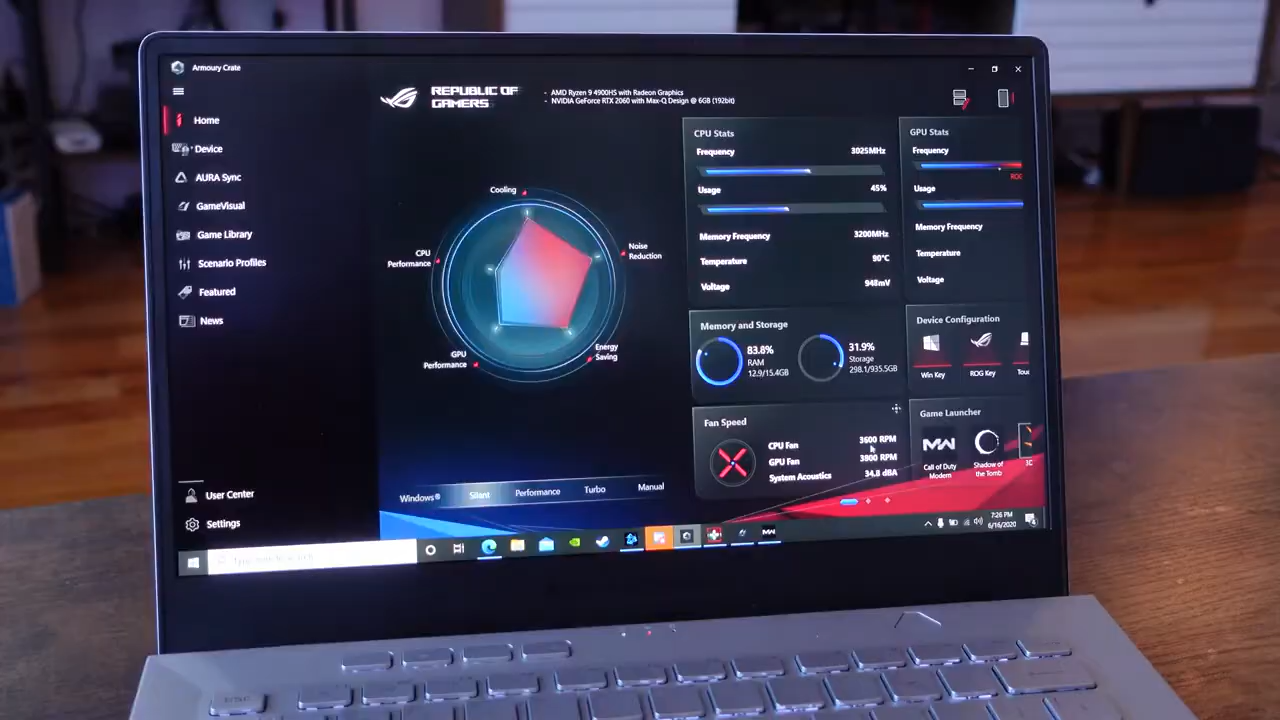 Armoury Crate
REPUBLIC OF
GAMERS
- AMD Ryzen 9 4900HS with Radeon Graphics
- NVIDIA GeForce RTX 2060 with Max-Q Design @ 6GB (192bit)
Home
Device
AURA Sync
GameVisual
Game Library
Scenario Profiles
Featured
News
User Center
Settings
Cooling
Noise
Reduction
CPU
Performance
GPU
Performance
Energy
Saving
Windows®
Silent
Performance
Turbo
Manual
CPU Stats
Frequency 3025MHz
Usage 45%
Memory Frequency 3200MHz
Temperature 90°C
Voltage 948mV
GPU Stats
Frequency
ROG
Usage
Memory Frequency
Temperature
Voltage
Memory and Storage
83.8%
RAM
12.9/15.4GB
31.9%
Storage
298.1/935.5GB
Device Configuration
Win Key
ROG Key
Fan Speed
CPU Fan 3600 RPM
GPU Fan 3800 RPM
System Acoustics 34.8 dBA
Game Launcher
MW
Call of Duty
Modern
Shadow of
the Tomb
7:26 PM
6/16/2020
MW
ESC